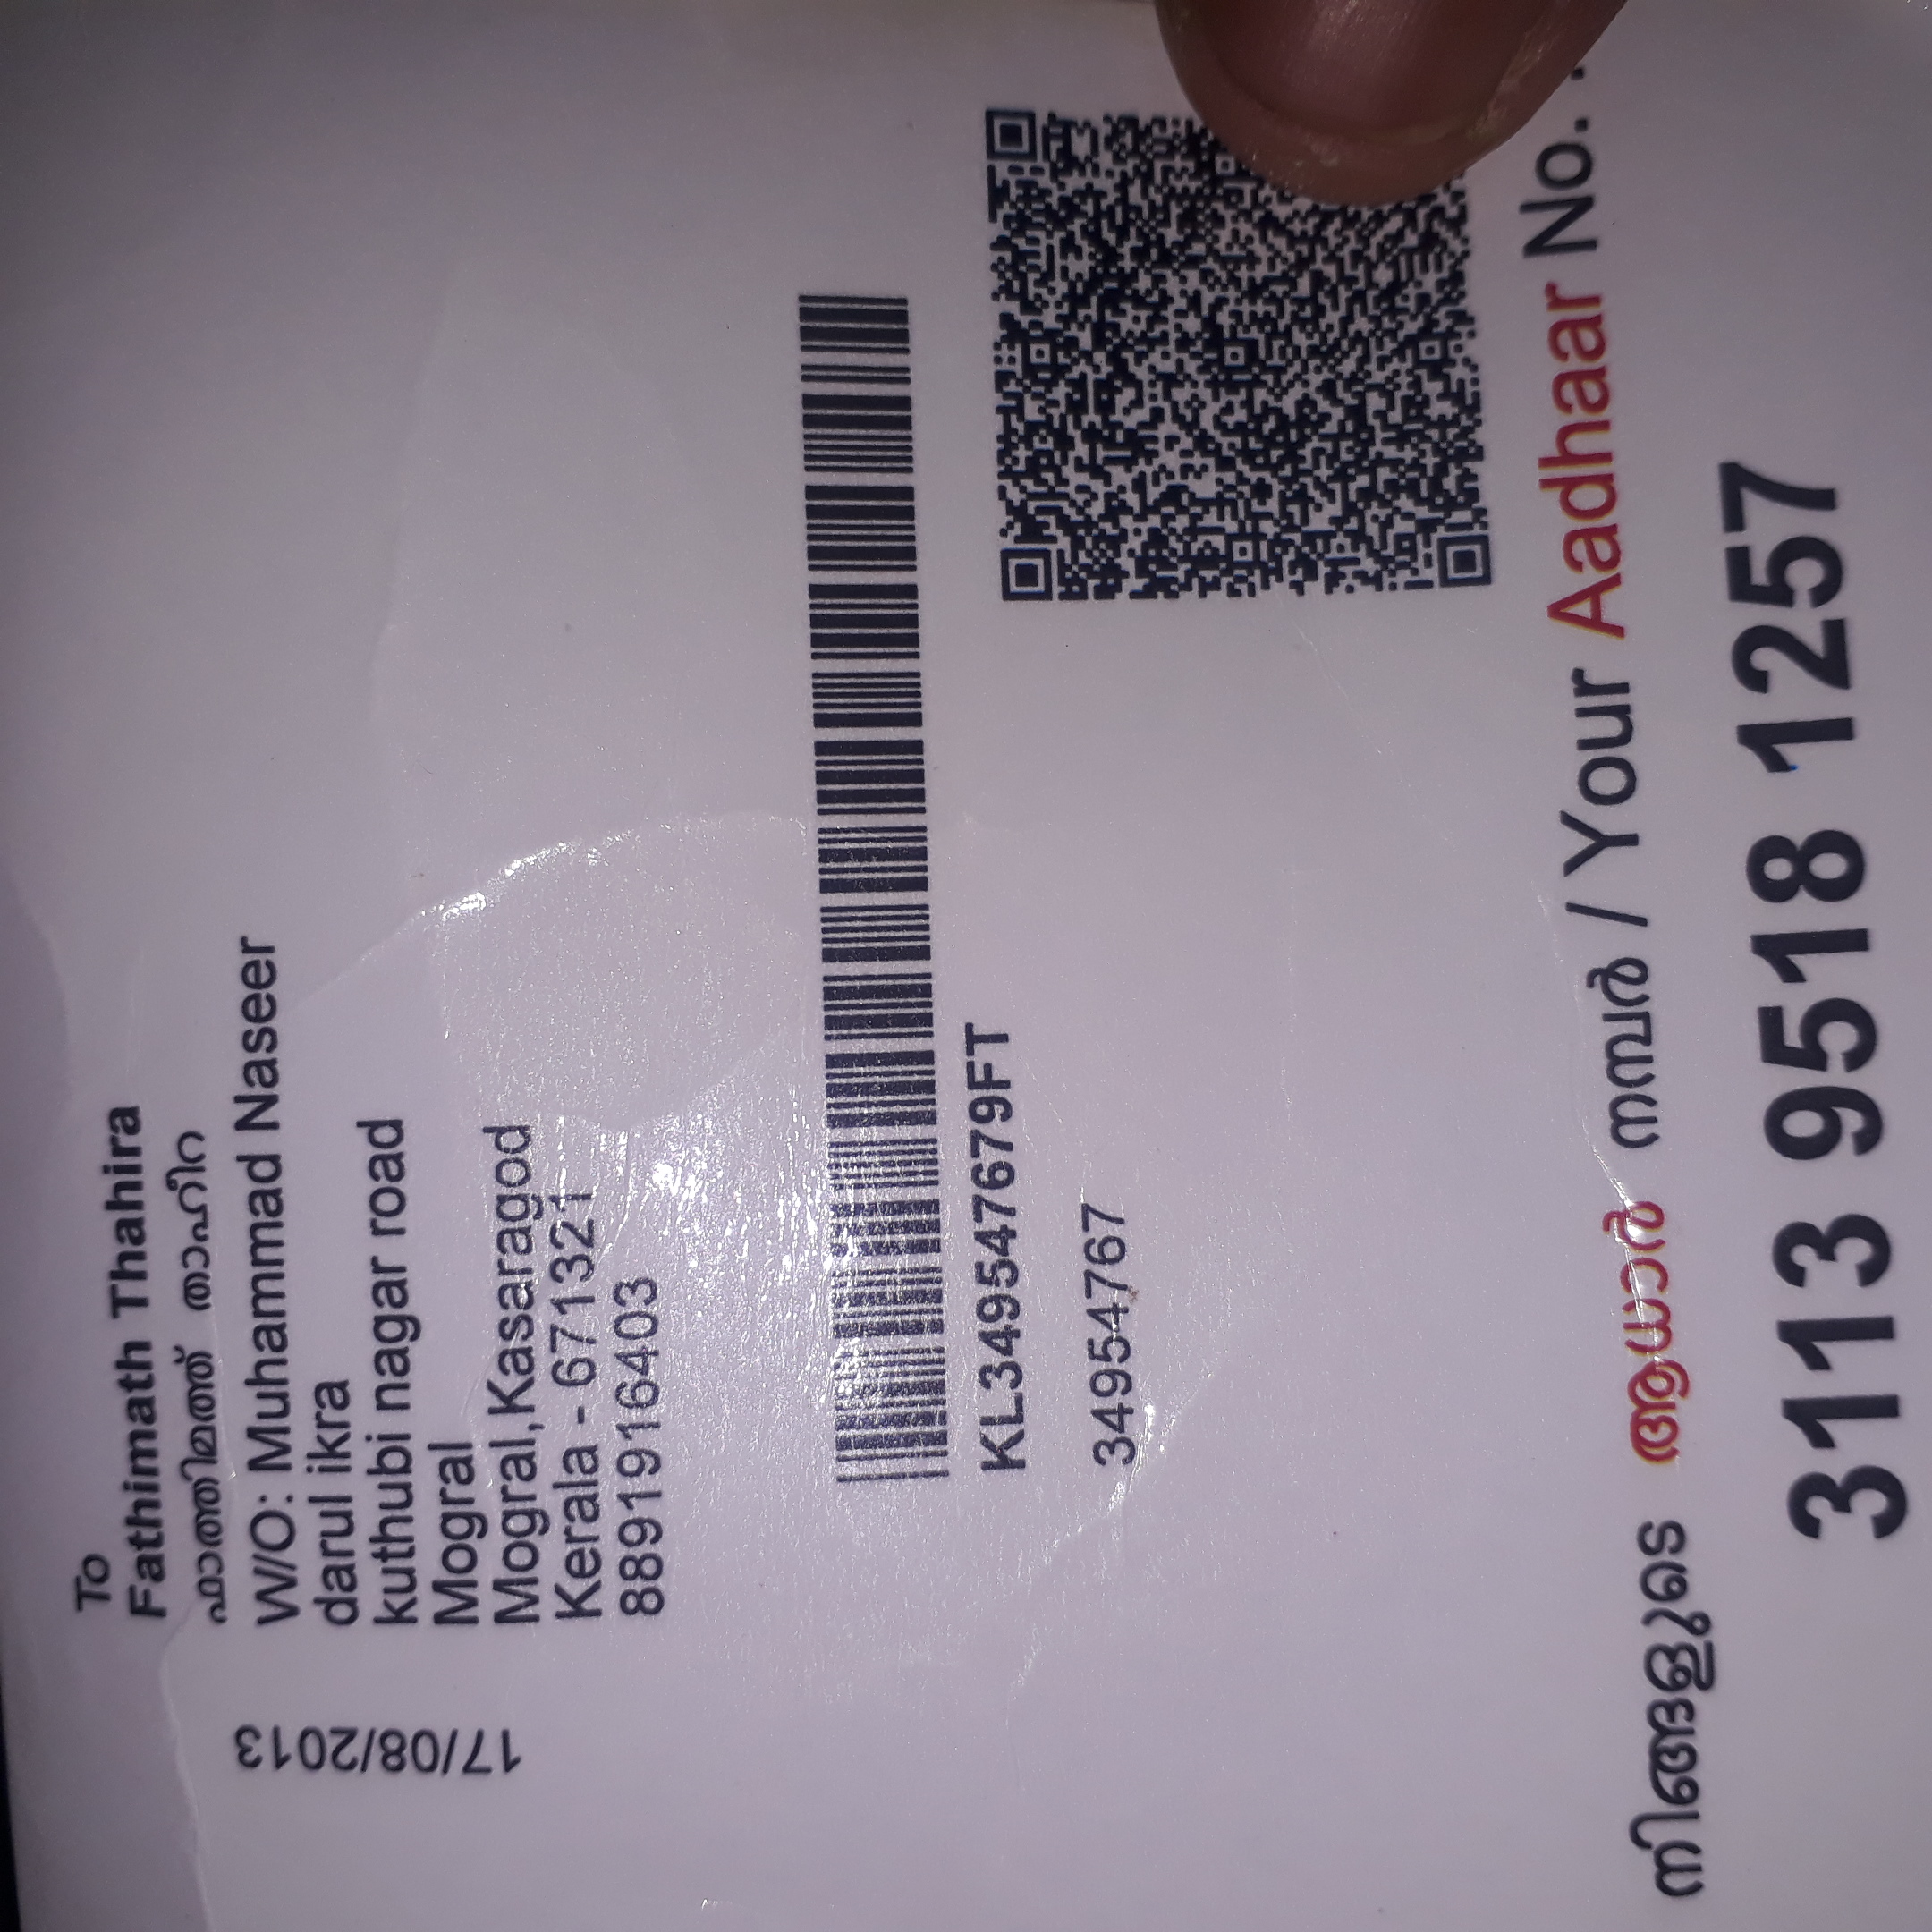 To
Fathimath Thahira
ഫാത്തിമത്ത് താഹീറ
W/O: Muhammad Naseer
darul ikra
kuthubi nagar road
Mogral
Mogral,Kasaragod
Kerala - 671321
8891916403
17/08/2013
KL349547679FT
34954767
നിങ്ങളുടെ ആധാർ നമ്പർ / Your Aadhaar No. :
3113 9518 1257